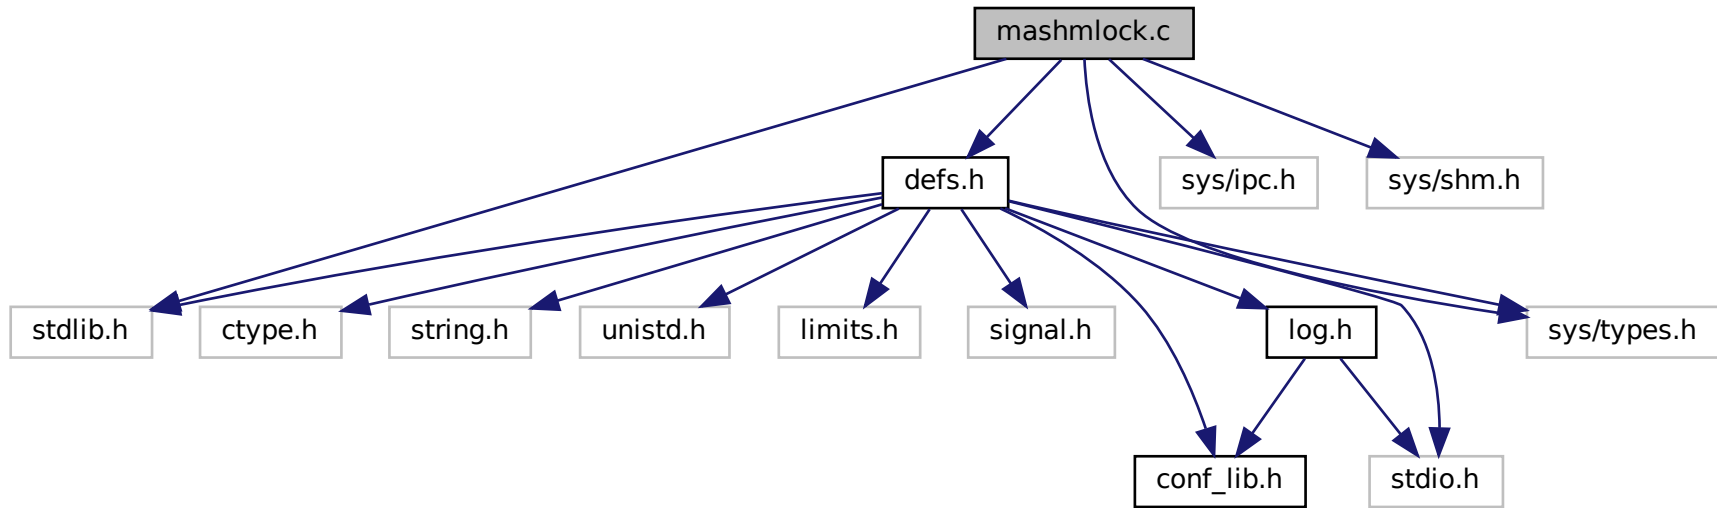 mashmlock.c
defs.h
sys/ipc.h
sys/shm.h
stdlib.h
ctype.h
string.h
unistd.h
limits.h
signal.h
log.h
sys/types.h
conf_lib.h
stdio.h